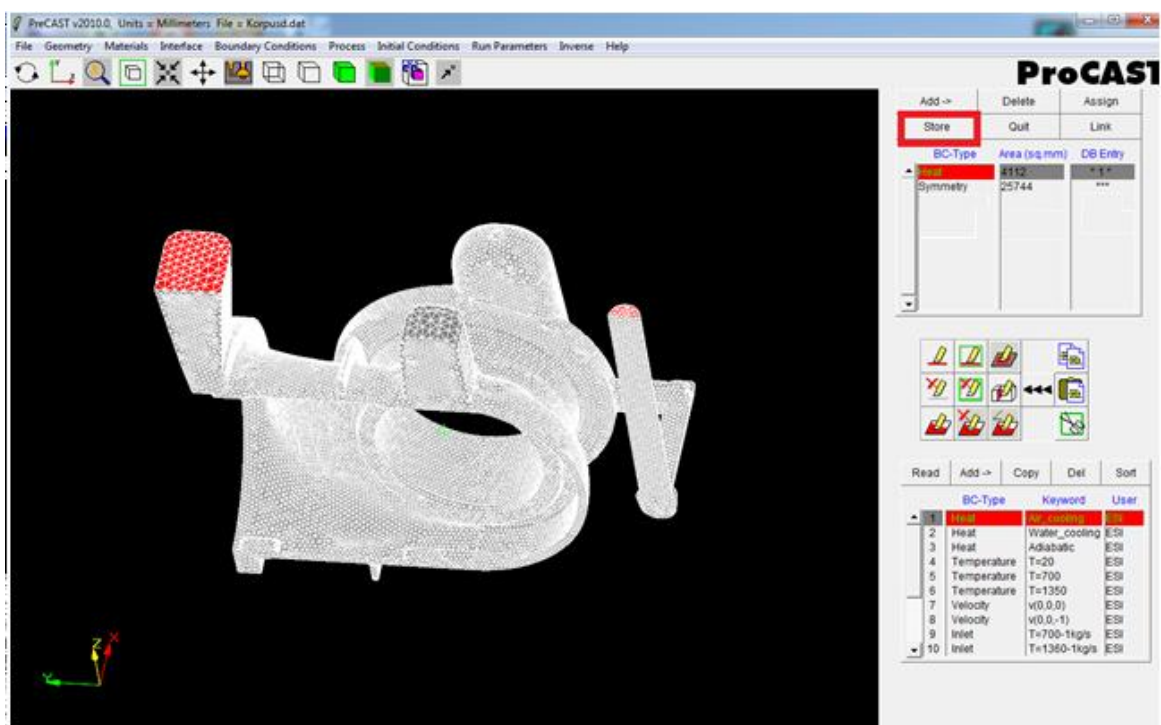 PreCAST v2010.0, Units = Millimeters File = Korpusd.dat
File Geometry Materials Interface Boundary Conditions Process Initial Conditions Run Parameters Inverse Help
ProCAST
Add -> Delete Assign
Store Quit Link
BC-Type Area (sq.mm) DB Entry
Heat 4112 " 1 "
Symmetry 25744 ***
Read Add -> Copy Del Sort
BC-Type Keyword User
1 Heat Air_cooling ESI
2 Heat Water_cooling ESI
3 Heat Adiabatic ESI
4 Temperature T=20 ESI
5 Temperature T=700 ESI
6 Temperature T=1350 ESI
7 Velocity v(0,0,0) ESI
8 Velocity v(0,0,-1) ESI
9 Inlet T=700-1kg/s ESI
10 Inlet T=1360-1kg/s ESI
Z X
Y